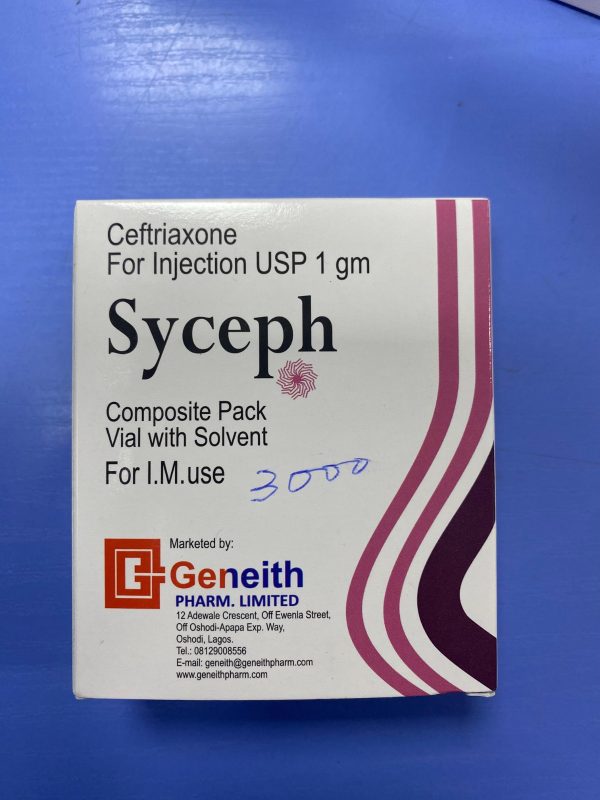 Ceftriaxone
For Injection USP 1 gm
Syceph
Composite Pack
Vial with Solvent
For I.M.use
3000
Marketed by:
Geneith
PHARM. LIMITED
12 Adewale Crescent, Off Ewenla Street,
Off Oshodi-Apapa Exp. Way,
Oshodi, Lagos.
Tel.: 08129008556
E-mail: geneith@geneithpharm.com
www.geneithpharm.com